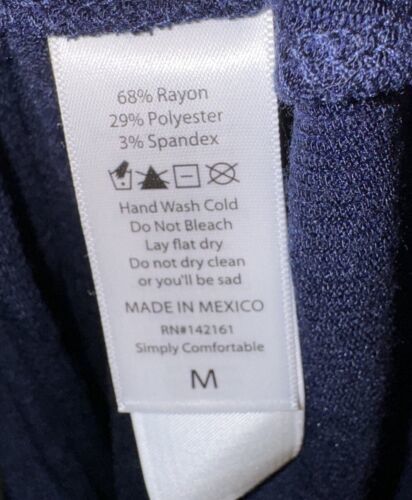 68% Rayon
29% Polyester
3% Spandex
Hand Wash Cold
Do Not Bleach
Lay flat dry
Do not dry clean
or you'll be sad
MADE IN MEXICO
RN#142161
Simply Comfortable
M